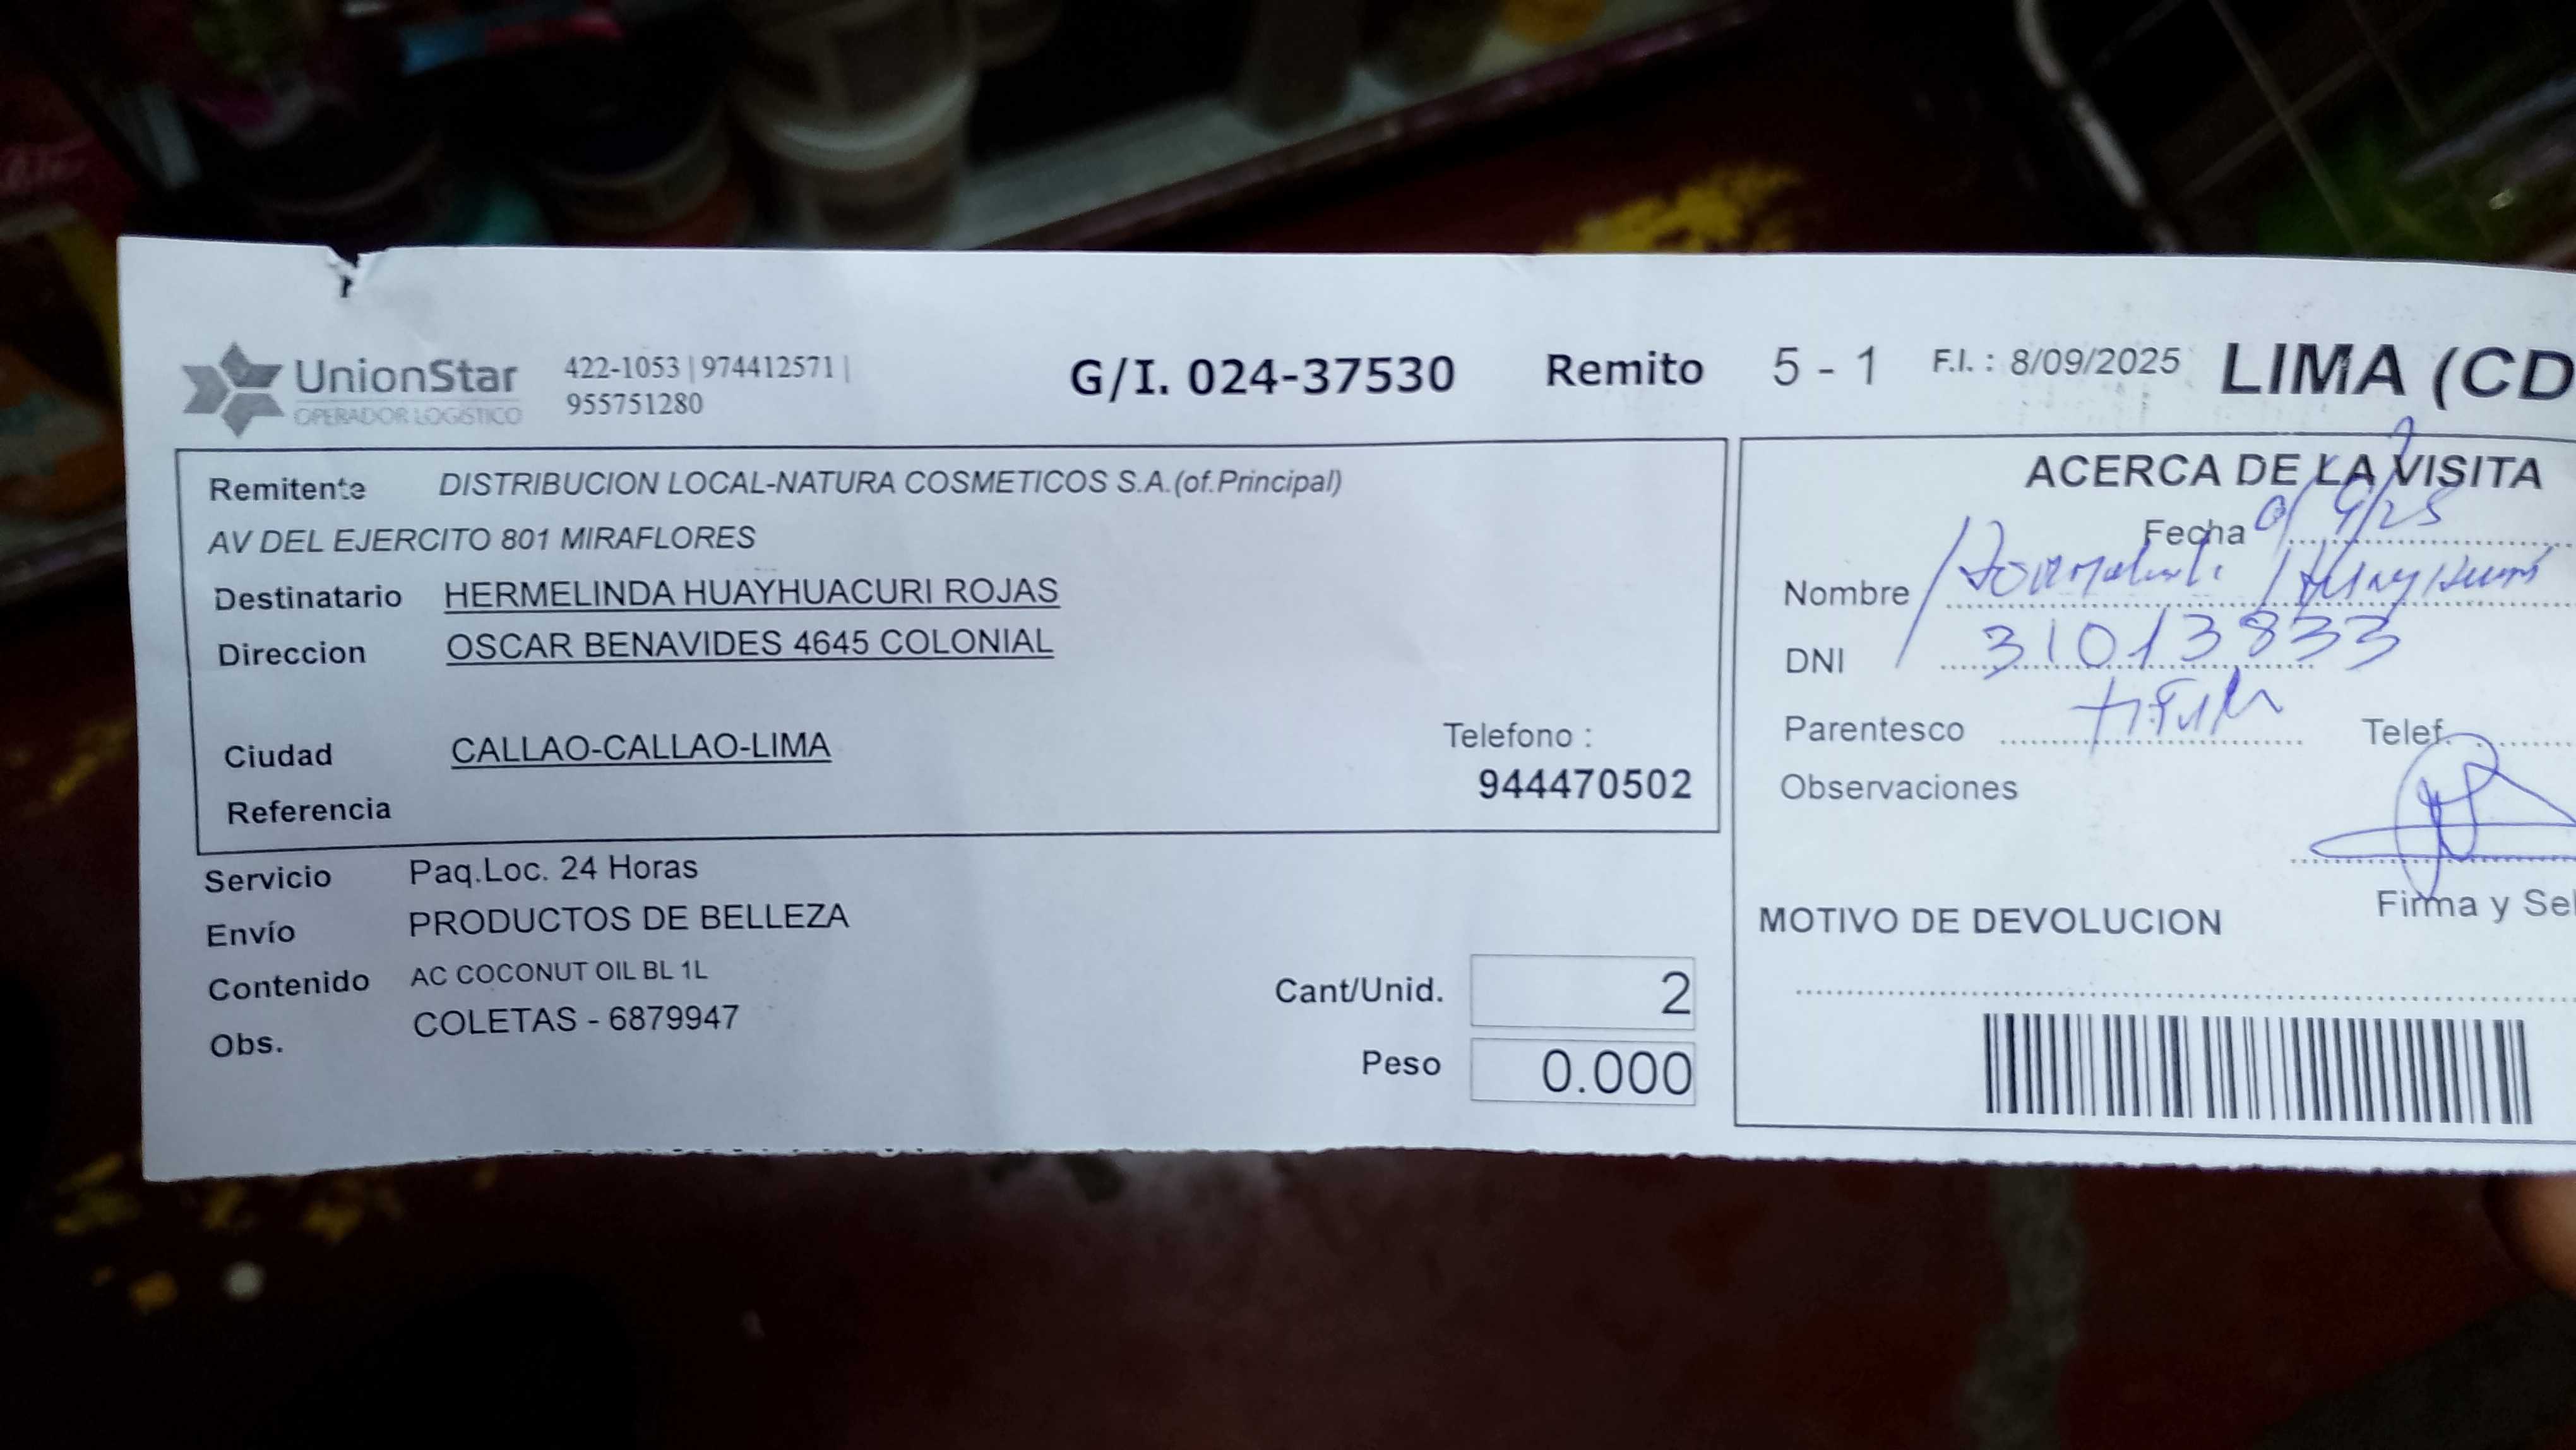 UnionStar
OPERADOR LOGÍSTICO
422-1053 | 974412571 |
955751280
G/I. 024-37530 Remito 5 - 1 F.I. : 8/09/2025 LIMA (CD
Remitente DISTRIBUCION LOCAL-NATURA COSMETICOS S.A.(of.Principal)
AV DEL EJERCITO 801 MIRAFLORES
Destinatario HERMELINDA HUAYHUACURI ROJAS
Direccion OSCAR BENAVIDES 4645 COLONIAL
Ciudad CALLAO-CALLAO-LIMA
Telefono :
944470502
Referencia
Servicio Paq.Loc. 24 Horas
Envío PRODUCTOS DE BELLEZA
Contenido AC COCONUT OIL BL 1L
Obs. COLETAS - 6879947
Cant/Unid. 2
Peso 0.000
ACERCA DE LA VISITA
Fecha 9/25
Nombre
DNI 31013833
Parentesco Telef.
Observaciones
Firma y Sel
MOTIVO DE DEVOLUCION